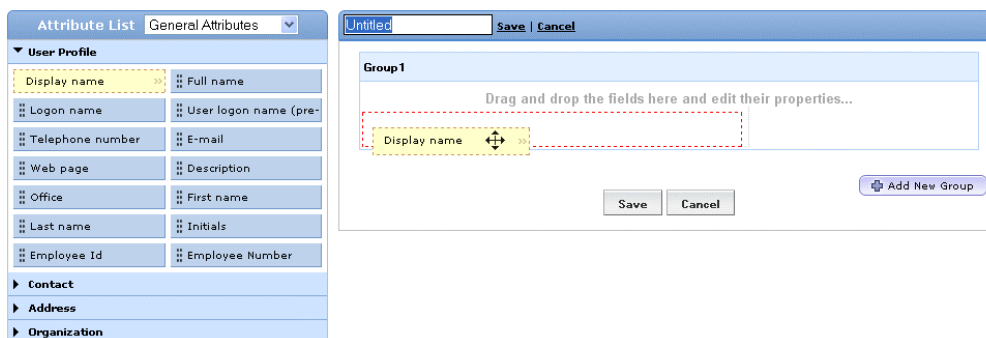 Attribute List General Attributes
User Profile
Display name »
Full name
Logon name
User logon name (pre-
Telephone number
E-mail
Web page
Description
Office
First name
Last name
Initials
Employee Id
Employee Number
Contact
Address
Organization
Untitled Save | Cancel
Group1
Drag and drop the fields here and edit their properties...
Display name »
Add New Group
Save Cancel